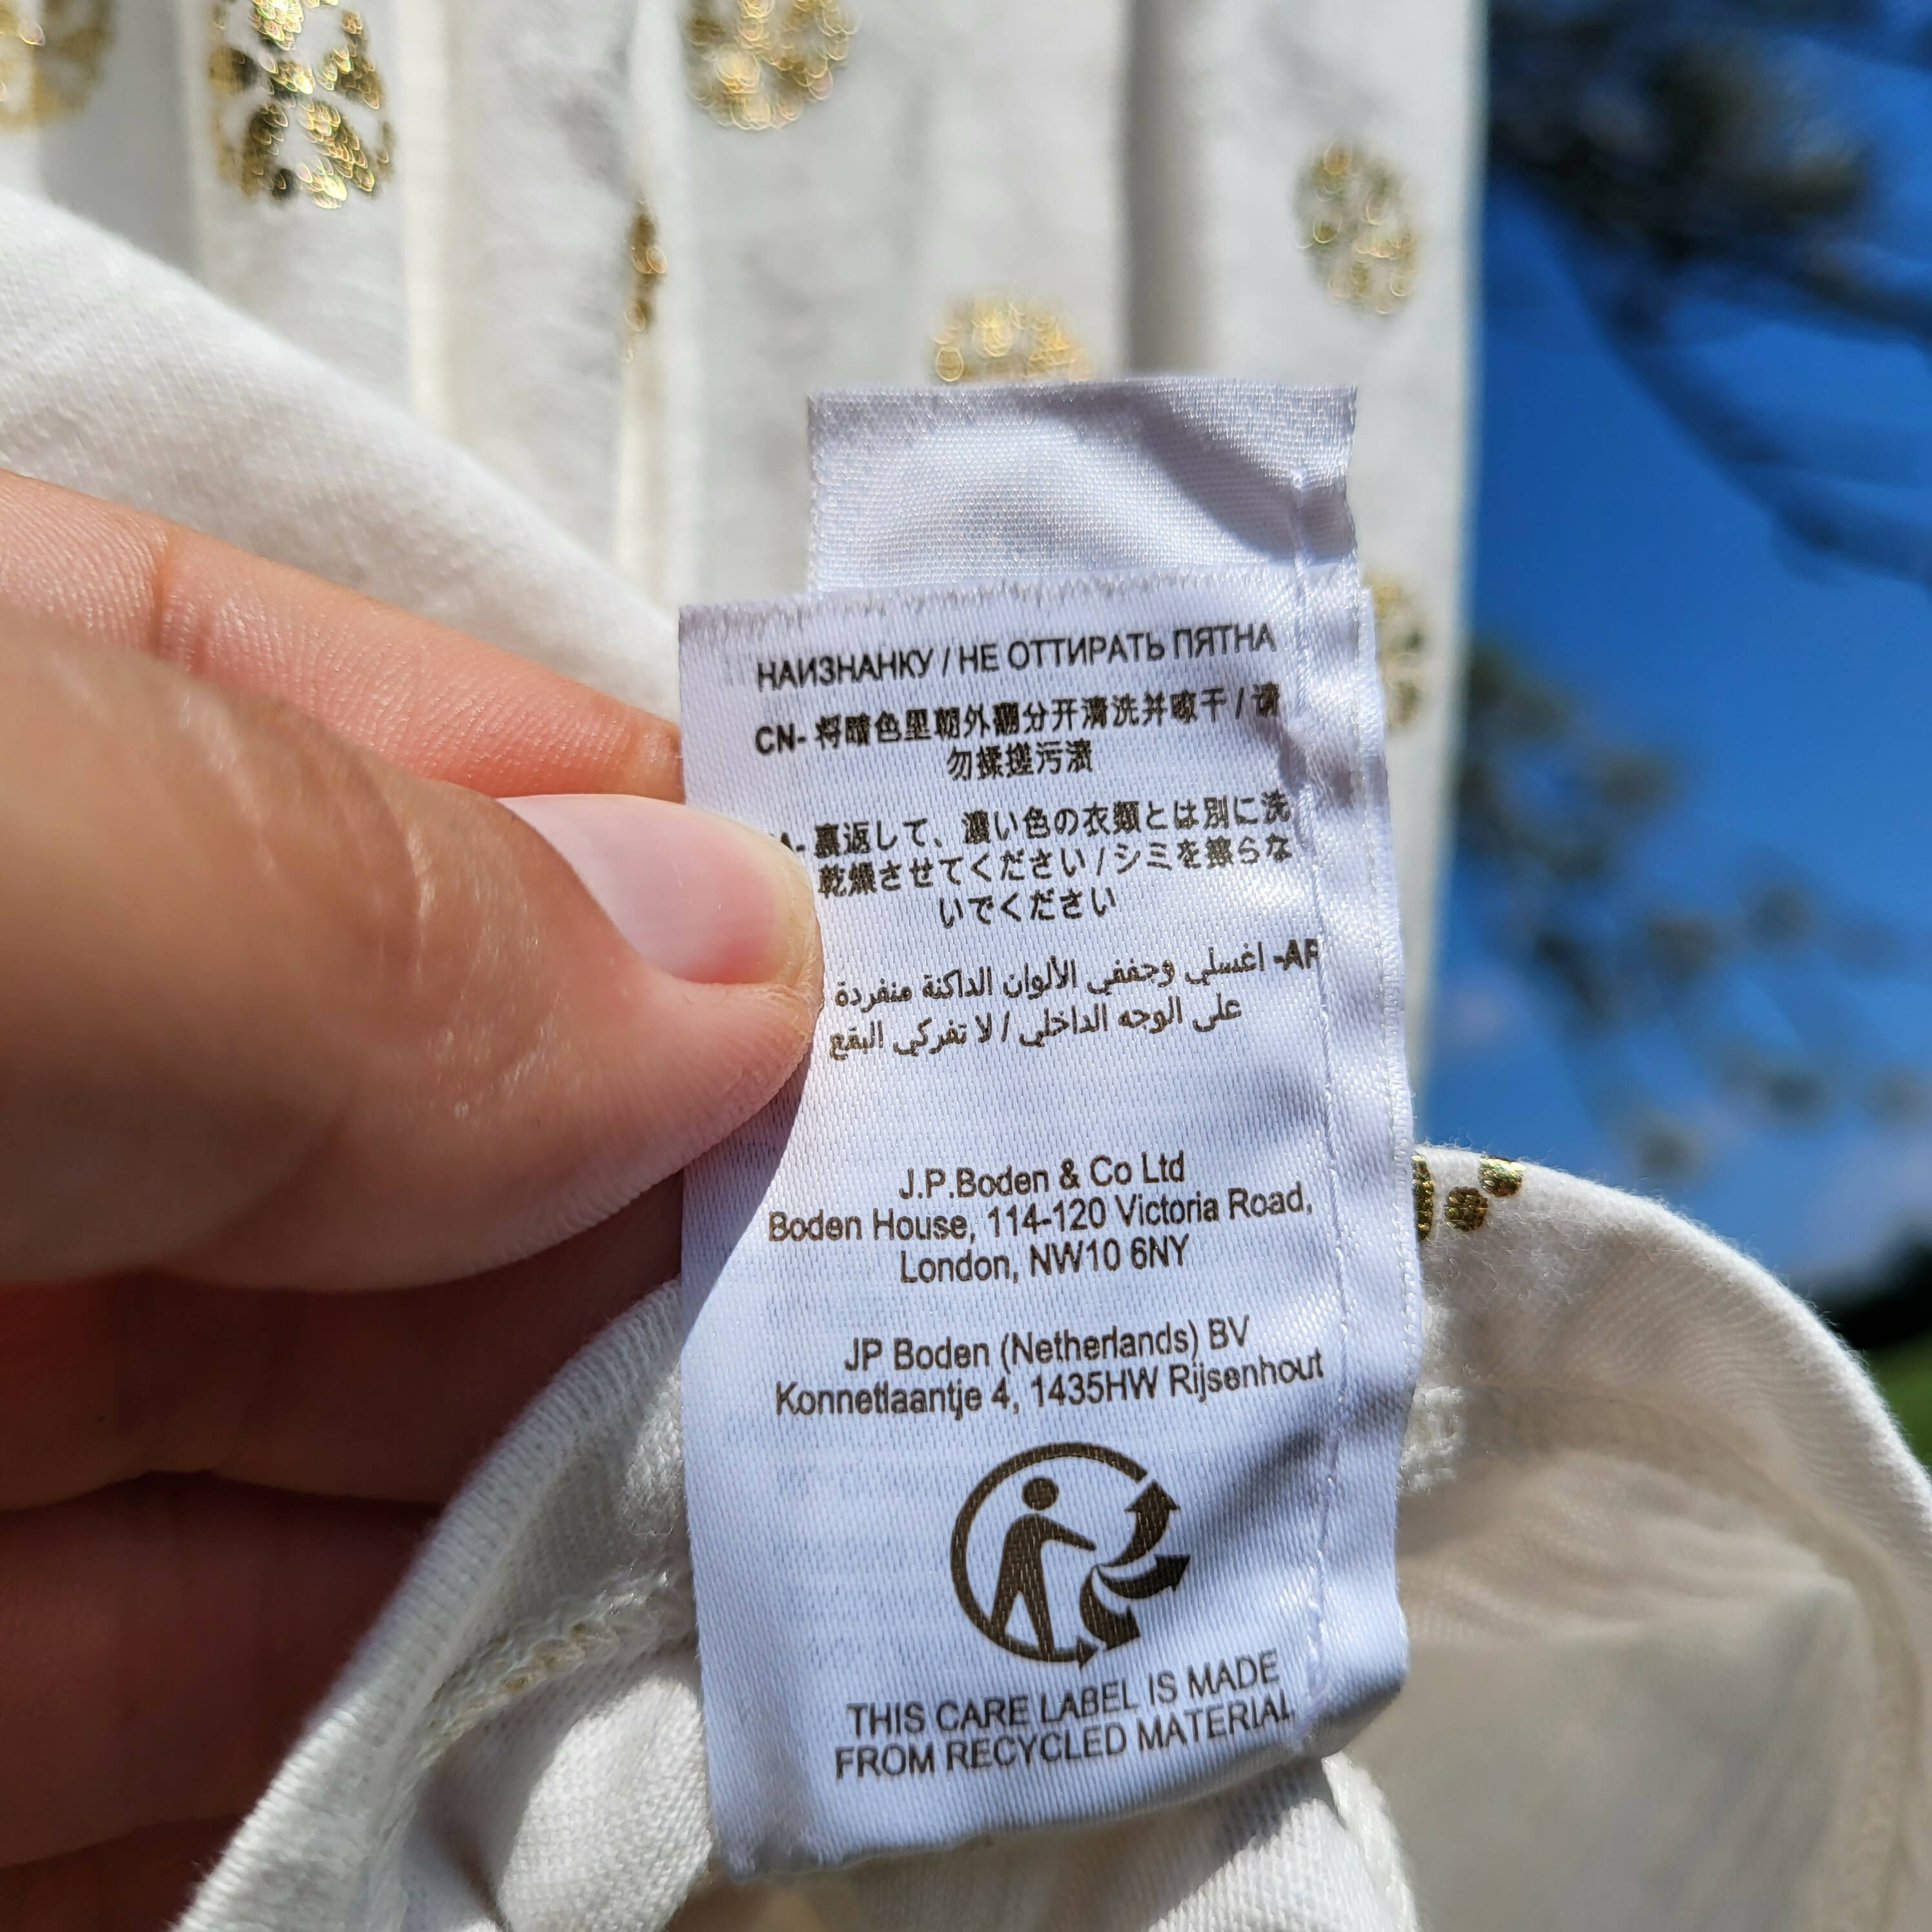 НАИЗНАНКУ / НЕ ОТТИРАТЬ ПЯТНА
CN- 将暗色里朝外翻分开清洗并晾干 / 请
勿揉搓污渍
A- 裏返して、濃い色の衣類とは別に洗
乾燥させてください / シミを擦らな
いでください
AR- اغسلي وجففي الألوان الداكنة منفردة
على الوجه الداخلي / لا تفركي البقع
J.P.Boden & Co Ltd
Boden House, 114-120 Victoria Road,
London, NW10 6NY
JP Boden (Netherlands) BV
Konnetlaantje 4, 1435HW Rijsenhout
THIS CARE LABEL IS MADE
FROM RECYCLED MATERIAL